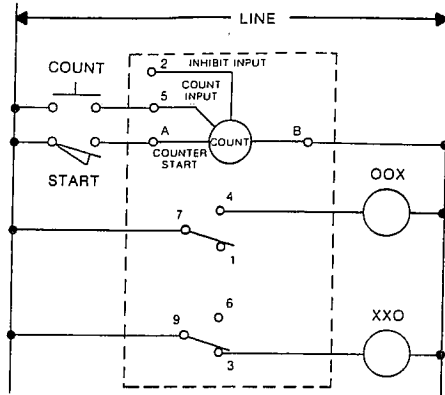 LINE
2
INHIBIT INPUT
COUNT
COUNT
INPUT
5
A
COUNT
B
COUNTER
START
START
OOX
4
7
1
XXO
6
9
3